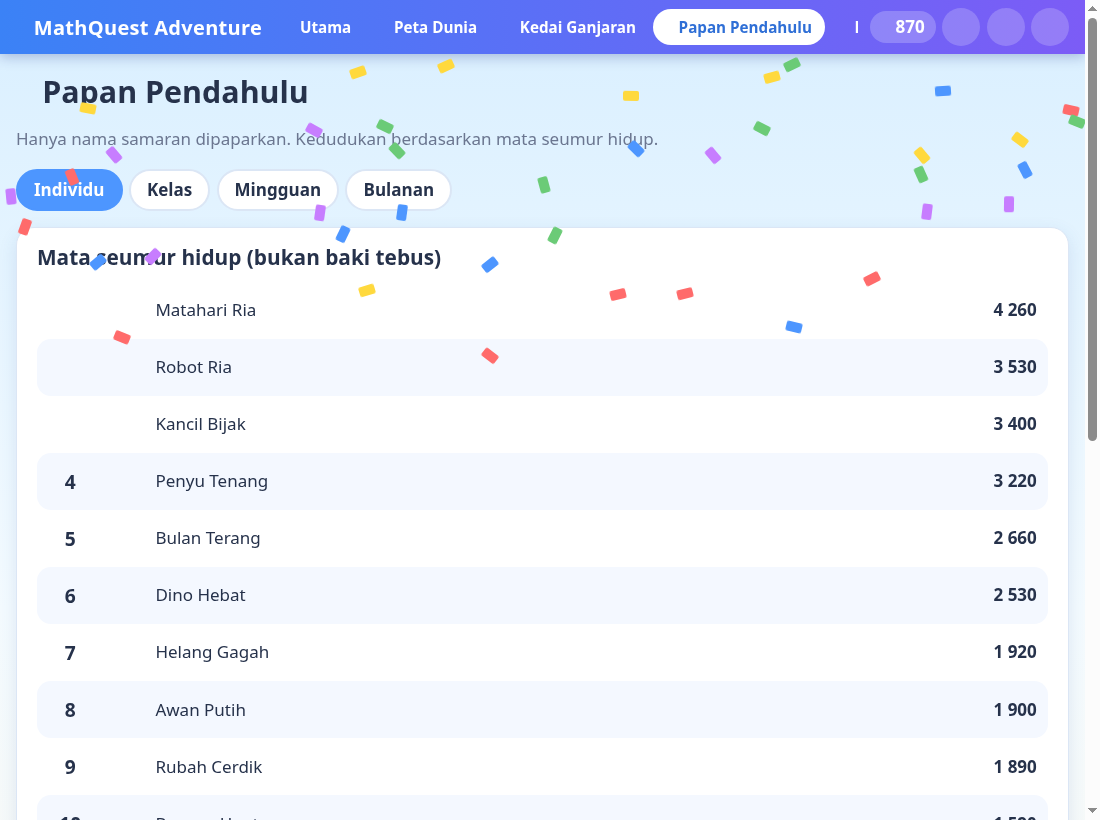 MathQuest Adventure Utama Peta Dunia Kedai Ganjaran Papan Pendahulu 870
Papan Pendahulu
Hanya nama samaran dipaparkan. Kedudukan berdasarkan mata seumur hidup.
Individu Kelas Mingguan Bulanan
Mata seumur hidup (bukan baki tebus)
Matahari Ria 4 260
Robot Ria 3 530
Kancil Bijak 3 400
4 Penyu Tenang 3 220
5 Bulan Terang 2 660
6 Dino Hebat 2 530
7 Helang Gagah 1 920
8 Awan Putih 1 900
9 Rubah Cerdik 1 890